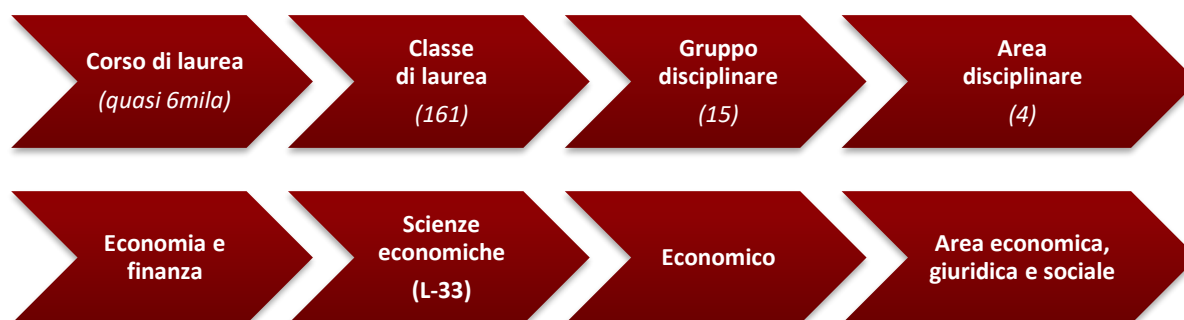 Corso di laurea
(quasi 6mila)
Classe
di laurea
(161)
Gruppo
disciplinare
(15)
Area
disciplinare
(4)
Economia e
finanza
Scienze
economiche
(L-33)
Economico
Area economica,
giuridica e sociale